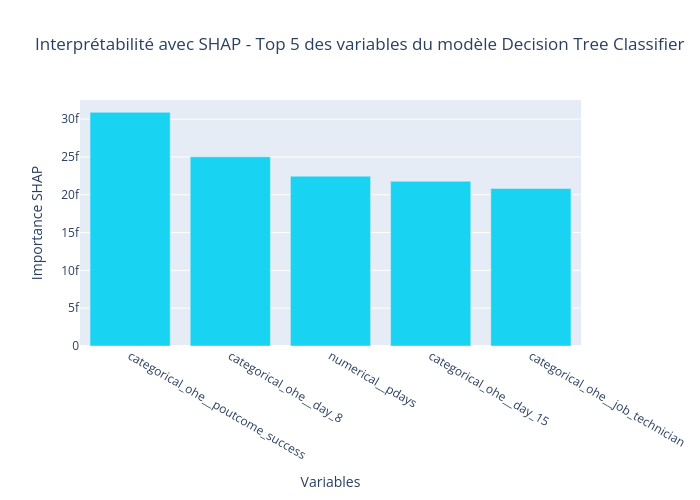 Interprétabilité avec SHAP - Top 5 des variables du modèle Decision Tree Classifier
Importance SHAP
30f
25f
20f
15f
10f
5f
0
categorical_ohe__poutcome_success
categorical_ohe__day_8
numerical__pdays
categorical_ohe__day_15
categorical_ohe__job_technician
Variables